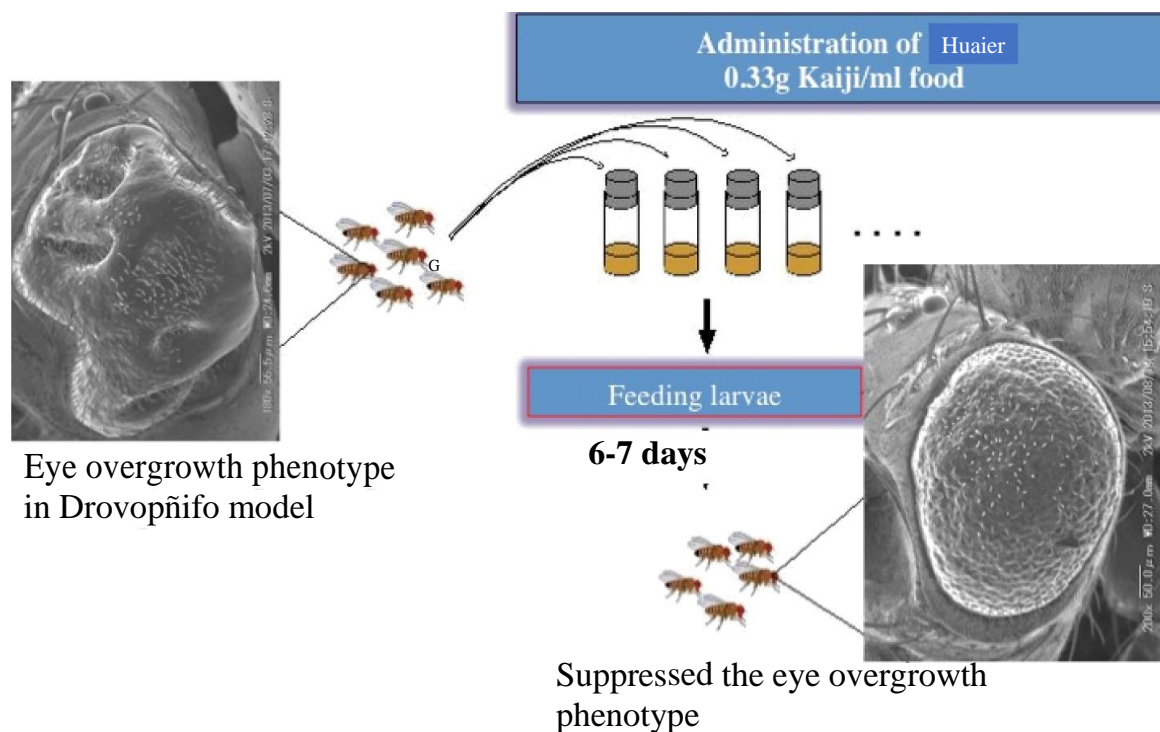 Administration of Huaier
0.33g Kaiji/ml food
G
Feeding larvae
6-7 days
Eye overgrowth phenotype
in Drovopñifo model
Suppressed the eye overgrowth
phenotype